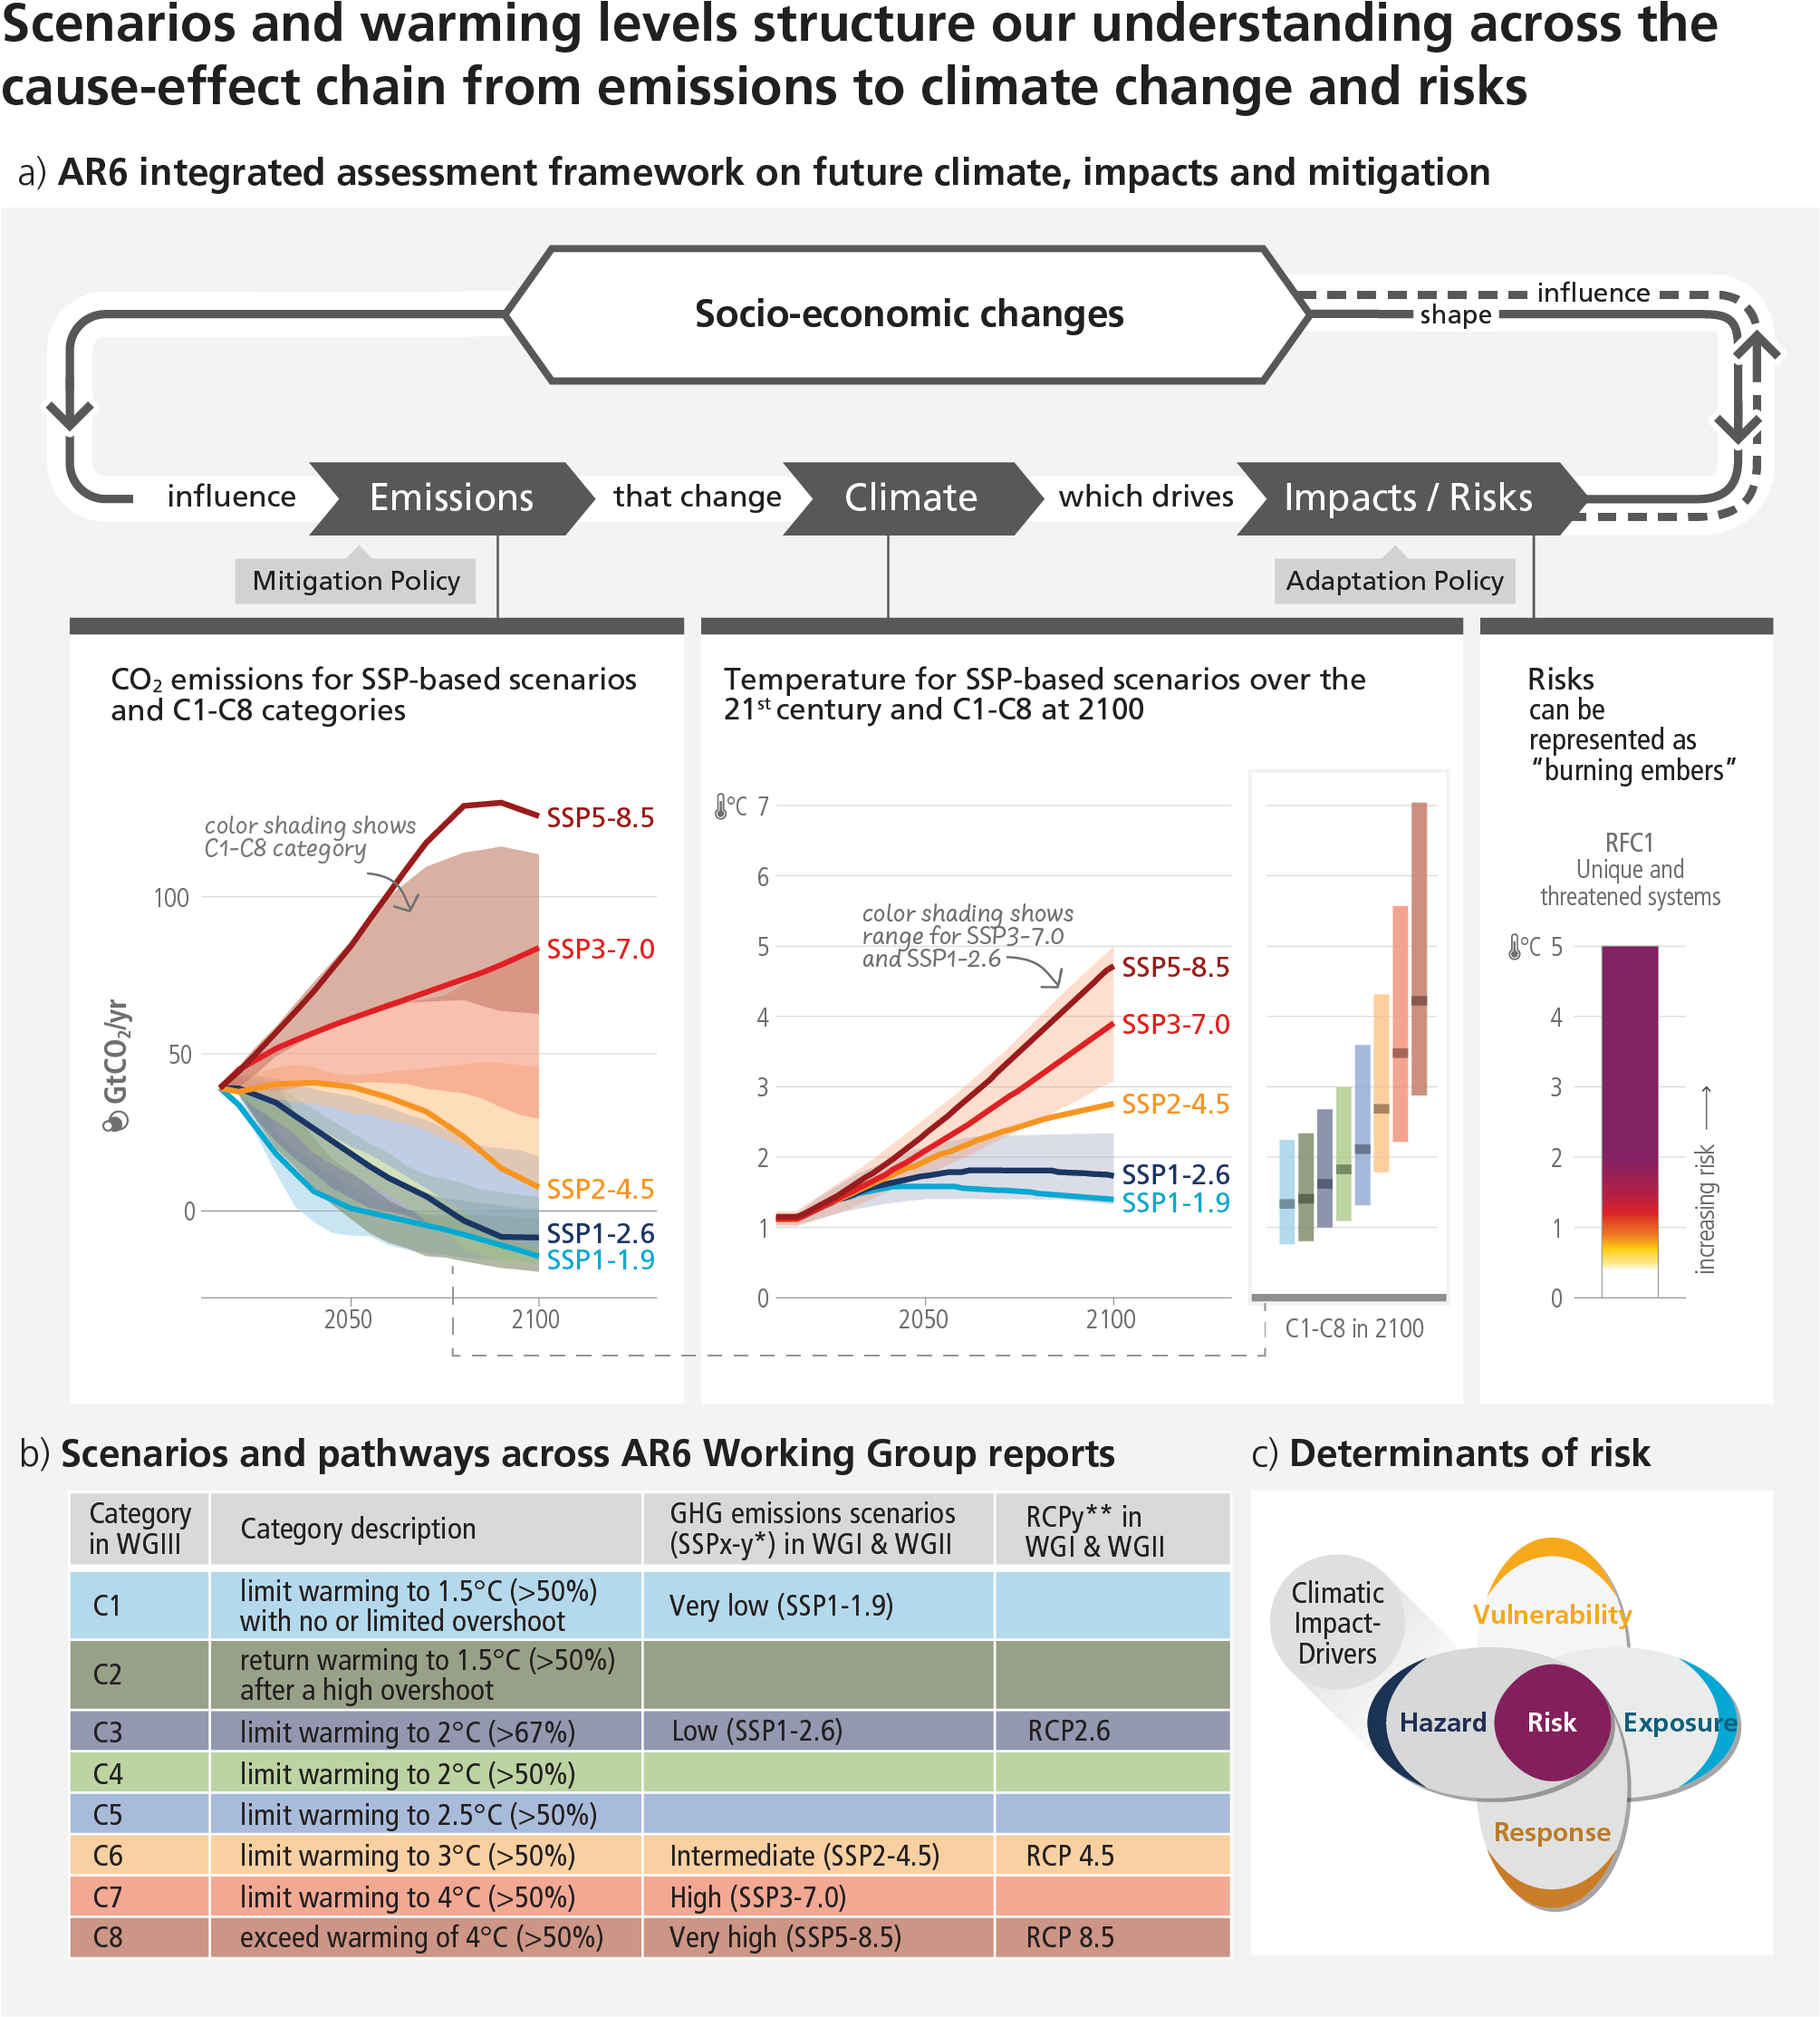 Scenarios and warming levels structure our understanding across the
cause-effect chain from emissions to climate change and risks
a) AR6 integrated assessment framework on future climate, impacts and mitigation
Socio-economic changes
influence
shape
influence
Emissions
that change
Climate
which drives
Impacts / Risks
Mitigation Policy
Adaptation Policy
CO₂ emissions for SSP-based scenarios
and C1-C8 categories
color shading shows
C1-C8 category
GtCO₂/yr
100
50
0
2050
2100
SSP5-8.5
SSP3-7.0
SSP2-4.5
SSP1-2.6
SSP1-1.9
Temperature for SSP-based scenarios over the
21st century and C1-C8 at 2100
°C 7
6
5
4
3
2
1
0
color shading shows
range for SSP3-7.0
and SSP1-2.6
2050
2100
SSP5-8.5
SSP3-7.0
SSP2-4.5
SSP1-2.6
SSP1-1.9
C1-C8 in 2100
Risks
can be
represented as
“burning embers”
RFC1
Unique and
threatened systems
°C 5
4
3
2
1
0
increasing risk
b) Scenarios and pathways across AR6 Working Group reports
Category
in WGIII
Category description
GHG emissions scenarios
(SSPx-y*) in WGI & WGII
RCPy** in
WGI & WGII
C1
limit warming to 1.5°C (>50%)
with no or limited overshoot
Very low (SSP1-1.9)
C2
return warming to 1.5°C (>50%)
after a high overshoot
C3
limit warming to 2°C (>67%)
Low (SSP1-2.6)
RCP2.6
C4
limit warming to 2°C (>50%)
C5
limit warming to 2.5°C (>50%)
C6
limit warming to 3°C (>50%)
Intermediate (SSP2-4.5)
RCP 4.5
C7
limit warming to 4°C (>50%)
High (SSP3-7.0)
C8
exceed warming of 4°C (>50%)
Very high (SSP5-8.5)
RCP 8.5
c) Determinants of risk
Climatic
Impact-
Drivers
Vulnerability
Hazard
Risk
Exposure
Response